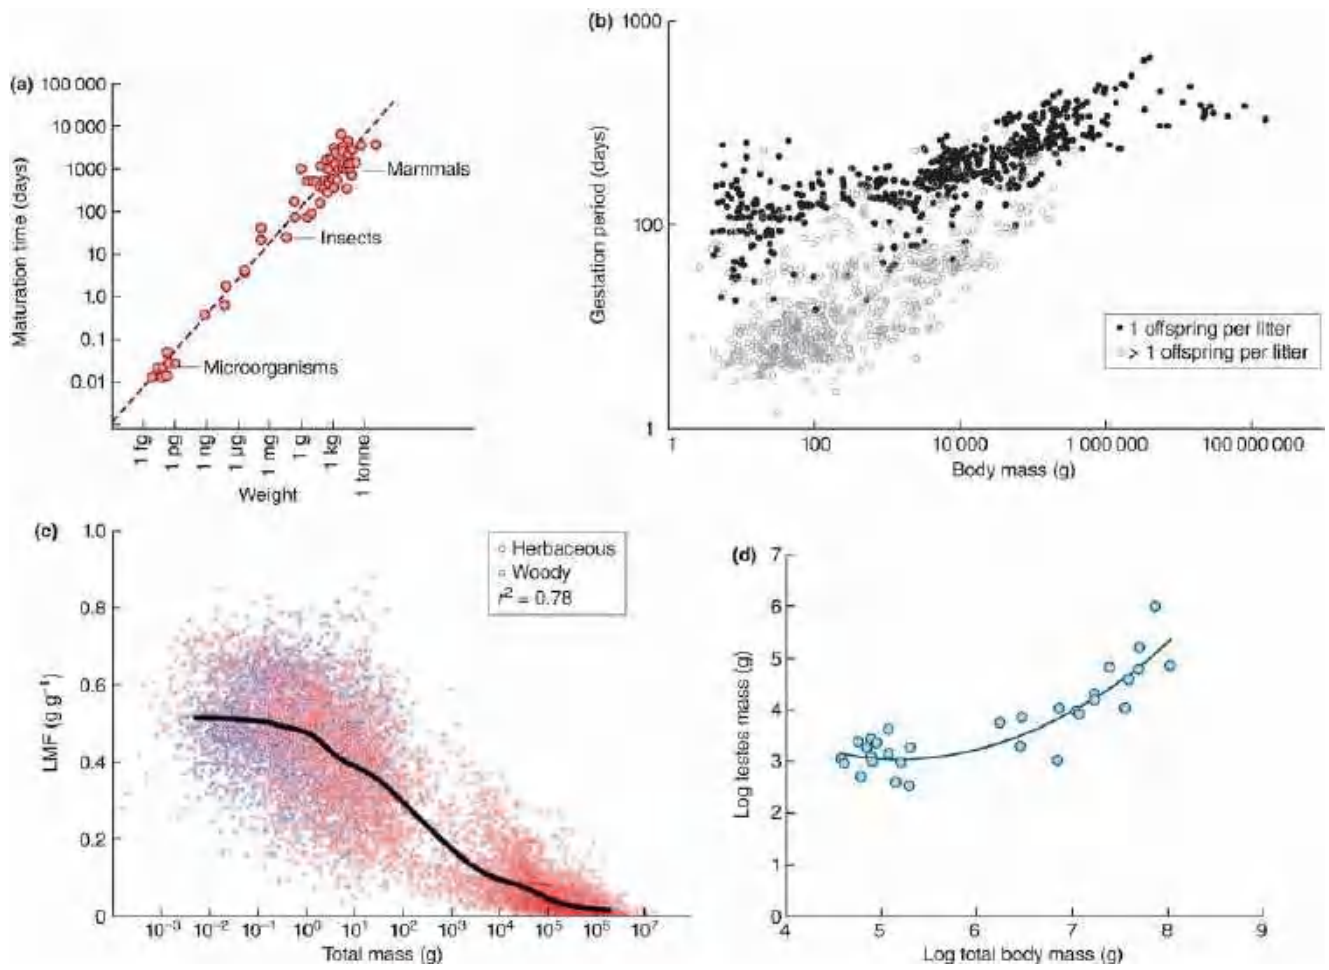 (a)
100 000
10 000
1000
100
10
1.0
0.1
0.01
Maturation time (days)
Mammals
Insects
Microorganisms
1 fg
1 pg
1 ng
1 µg
1 mg
1 g
1 kg
1 tonne
Weight
(b)
1000
100
1
Gestation period (days)
1 offspring per litter
> 1 offspring per litter
1
100
10 000
1 000 000
100 000 000
Body mass (g)
(c)
1.0
0.8
0.6
0.4
0.2
0
LMF (g g⁻¹)
Herbaceous
Woody
r² = 0.78
10⁻³
10⁻²
10⁻¹
10⁰
10¹
10²
10³
10⁴
10⁵
10⁶
10⁷
Total mass (g)
(d)
7
6
5
4
3
2
1
0
Log testes mass (g)
4
5
6
7
8
9
Log total body mass (g)